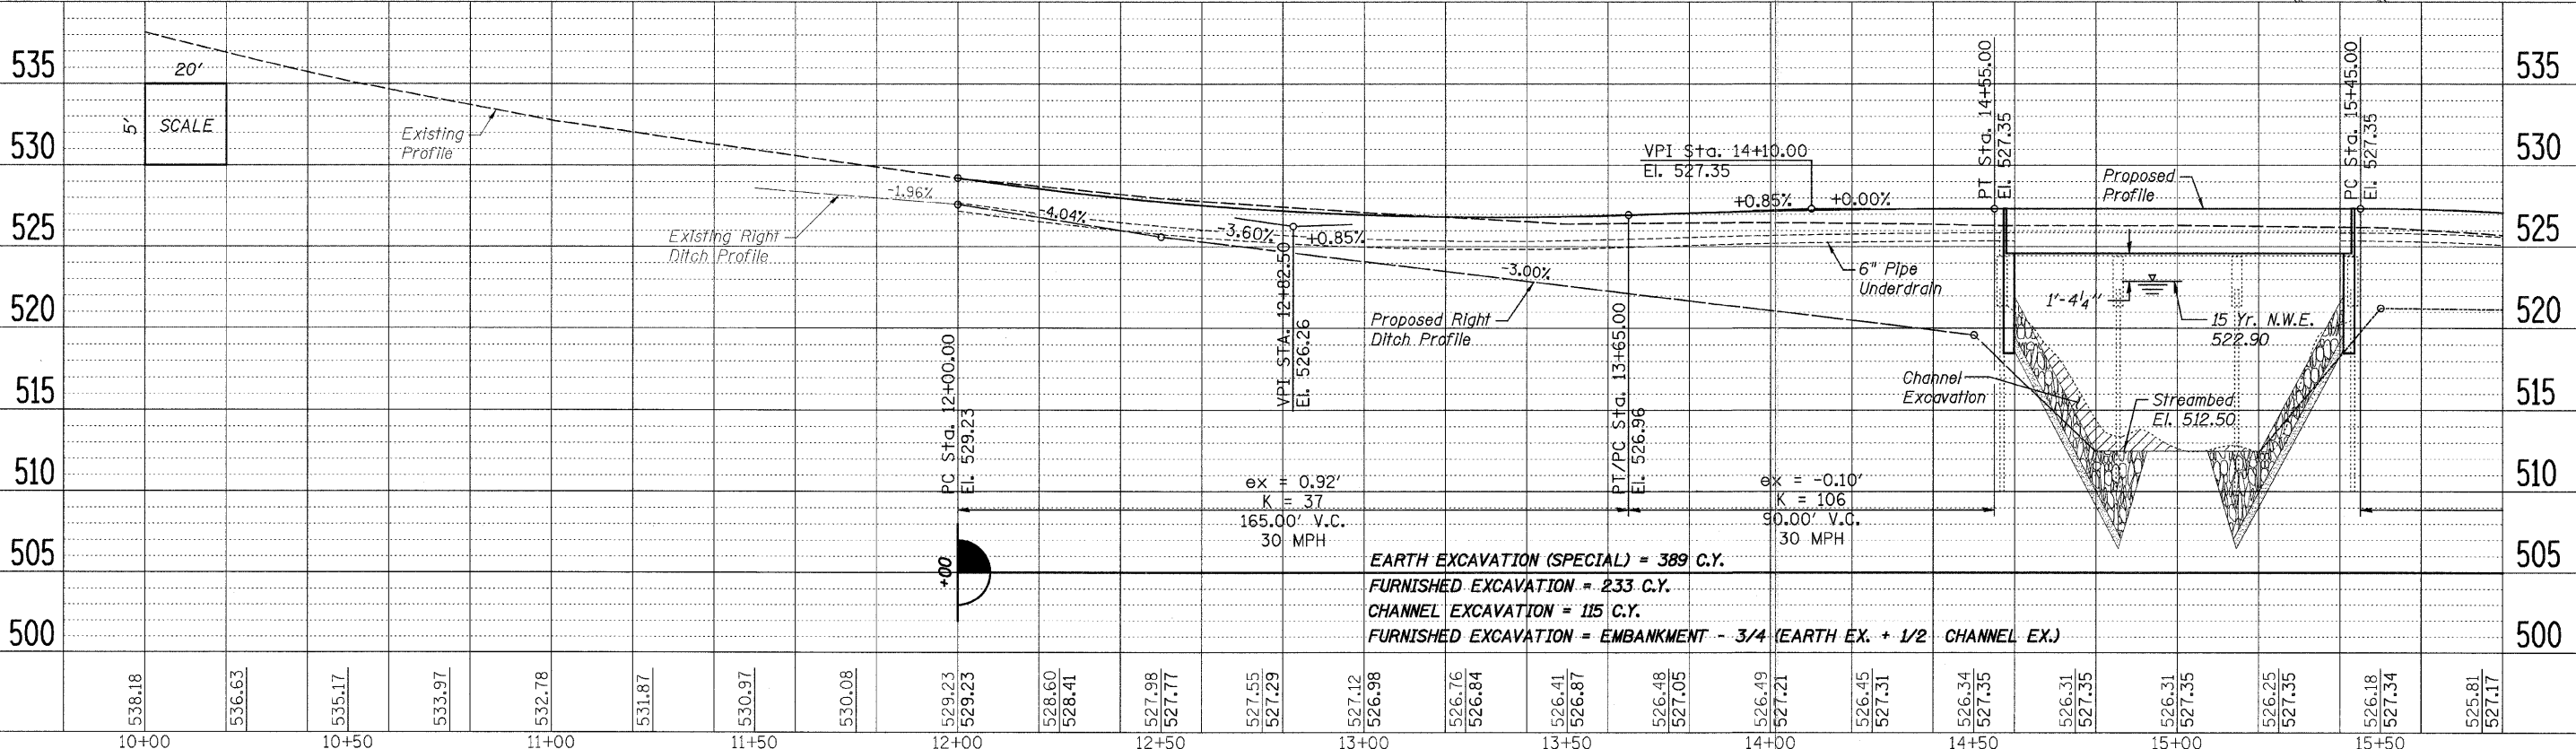 535
530
525
520
515
510
505
500
20'
5'
SCALE
Existing
Profile
-1.96%
Existing Right
Ditch Profile
-4.04%
-3.60%
+0.85%
PC Sta. 12+00.00
El. 529.23
VPI STA. 12+82.50
El. 526.26
Proposed Right
Ditch Profile
-3.00%
PT/PC Sta. 13+65.00
El. 526.96
VPI Sta. 14+10.00
El. 527.35
+0.85%
+0.00%
6" Pipe
Underdrain
PT Sta. 14+55.00
El. 527.35
Proposed
Profile
PC Sta. 15+45.00
El. 527.35
1'-4 1/4"
15 Yr. N.W.E.
522.90
Channel
Excavation
Streambed
El. 512.50
ex = 0.92'
K = 37
165.00' V.C.
30 MPH
ex = -0.10'
K = 106
90.00' V.C.
30 MPH
+00
EARTH EXCAVATION (SPECIAL) = 389 C.Y.
FURNISHED EXCAVATION = 233 C.Y.
CHANNEL EXCAVATION = 115 C.Y.
FURNISHED EXCAVATION = EMBANKMENT - 3/4 (EARTH EX. + 1/2 CHANNEL EX.)
535
530
525
520
515
510
505
500
538.18
536.63
535.17
533.97
532.78
531.87
530.97
530.08
529.23
529.23
528.60
528.41
527.98
527.77
527.55
527.29
527.12
526.98
526.76
526.84
526.41
526.87
526.48
527.05
526.49
527.21
526.45
527.31
526.34
527.35
526.31
527.35
526.31
527.35
526.25
527.35
526.18
527.34
525.81
527.17
10+00
10+50
11+00
11+50
12+00
12+50
13+00
13+50
14+00
14+50
15+00
15+50